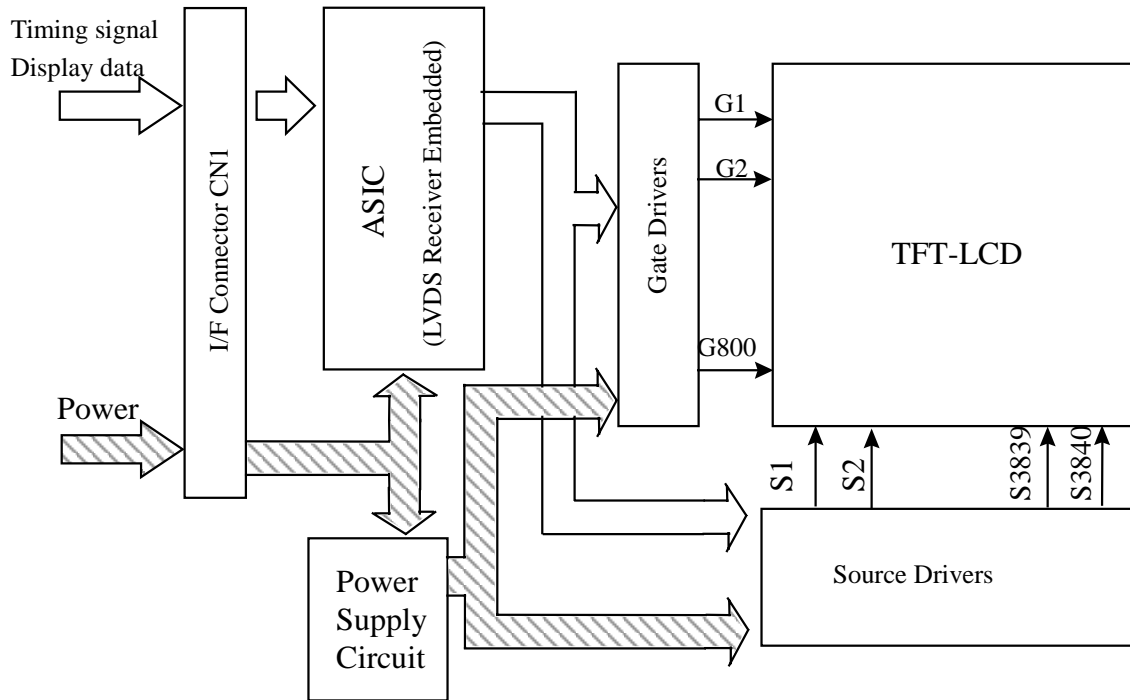 Timing signal
Display data
Power
I/F Connector CN1
ASIC
(LVDS Receiver Embedded)
Power
Supply
Circuit
Gate Drivers
G1
G2
G800
TFT-LCD
S1
S2
S3839
S3840
Source Drivers